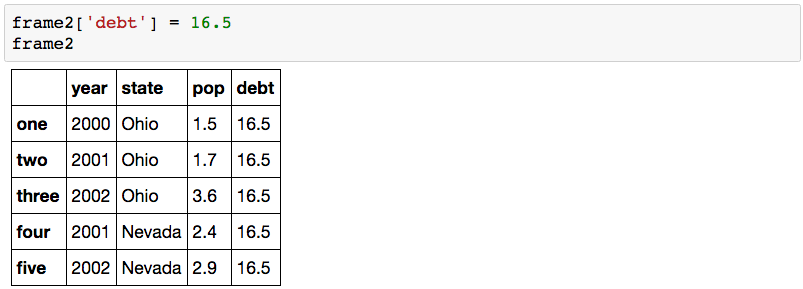 frame2['debt'] = 16.5
frame2
year state pop debt
one 2000 Ohio 1.5 16.5
two 2001 Ohio 1.7 16.5
three 2002 Ohio 3.6 16.5
four 2001 Nevada 2.4 16.5
five 2002 Nevada 2.9 16.5